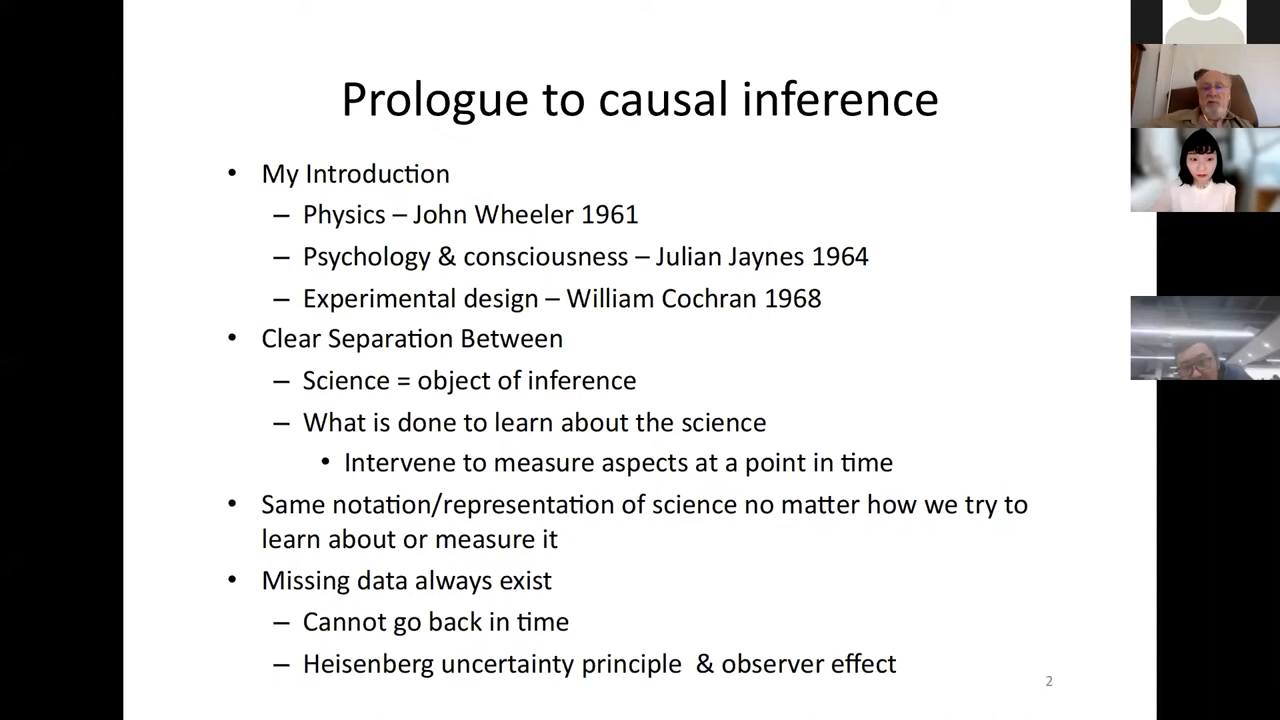 Prologue to causal inference
• My Introduction
– Physics – John Wheeler 1961
– Psychology & consciousness – Julian Jaynes 1964
– Experimental design – William Cochran 1968
• Clear Separation Between
– Science = object of inference
– What is done to learn about the science
• Intervene to measure aspects at a point in time
• Same notation/representation of science no matter how we try to
learn about or measure it
• Missing data always exist
– Cannot go back in time
– Heisenberg uncertainty principle & observer effect
2